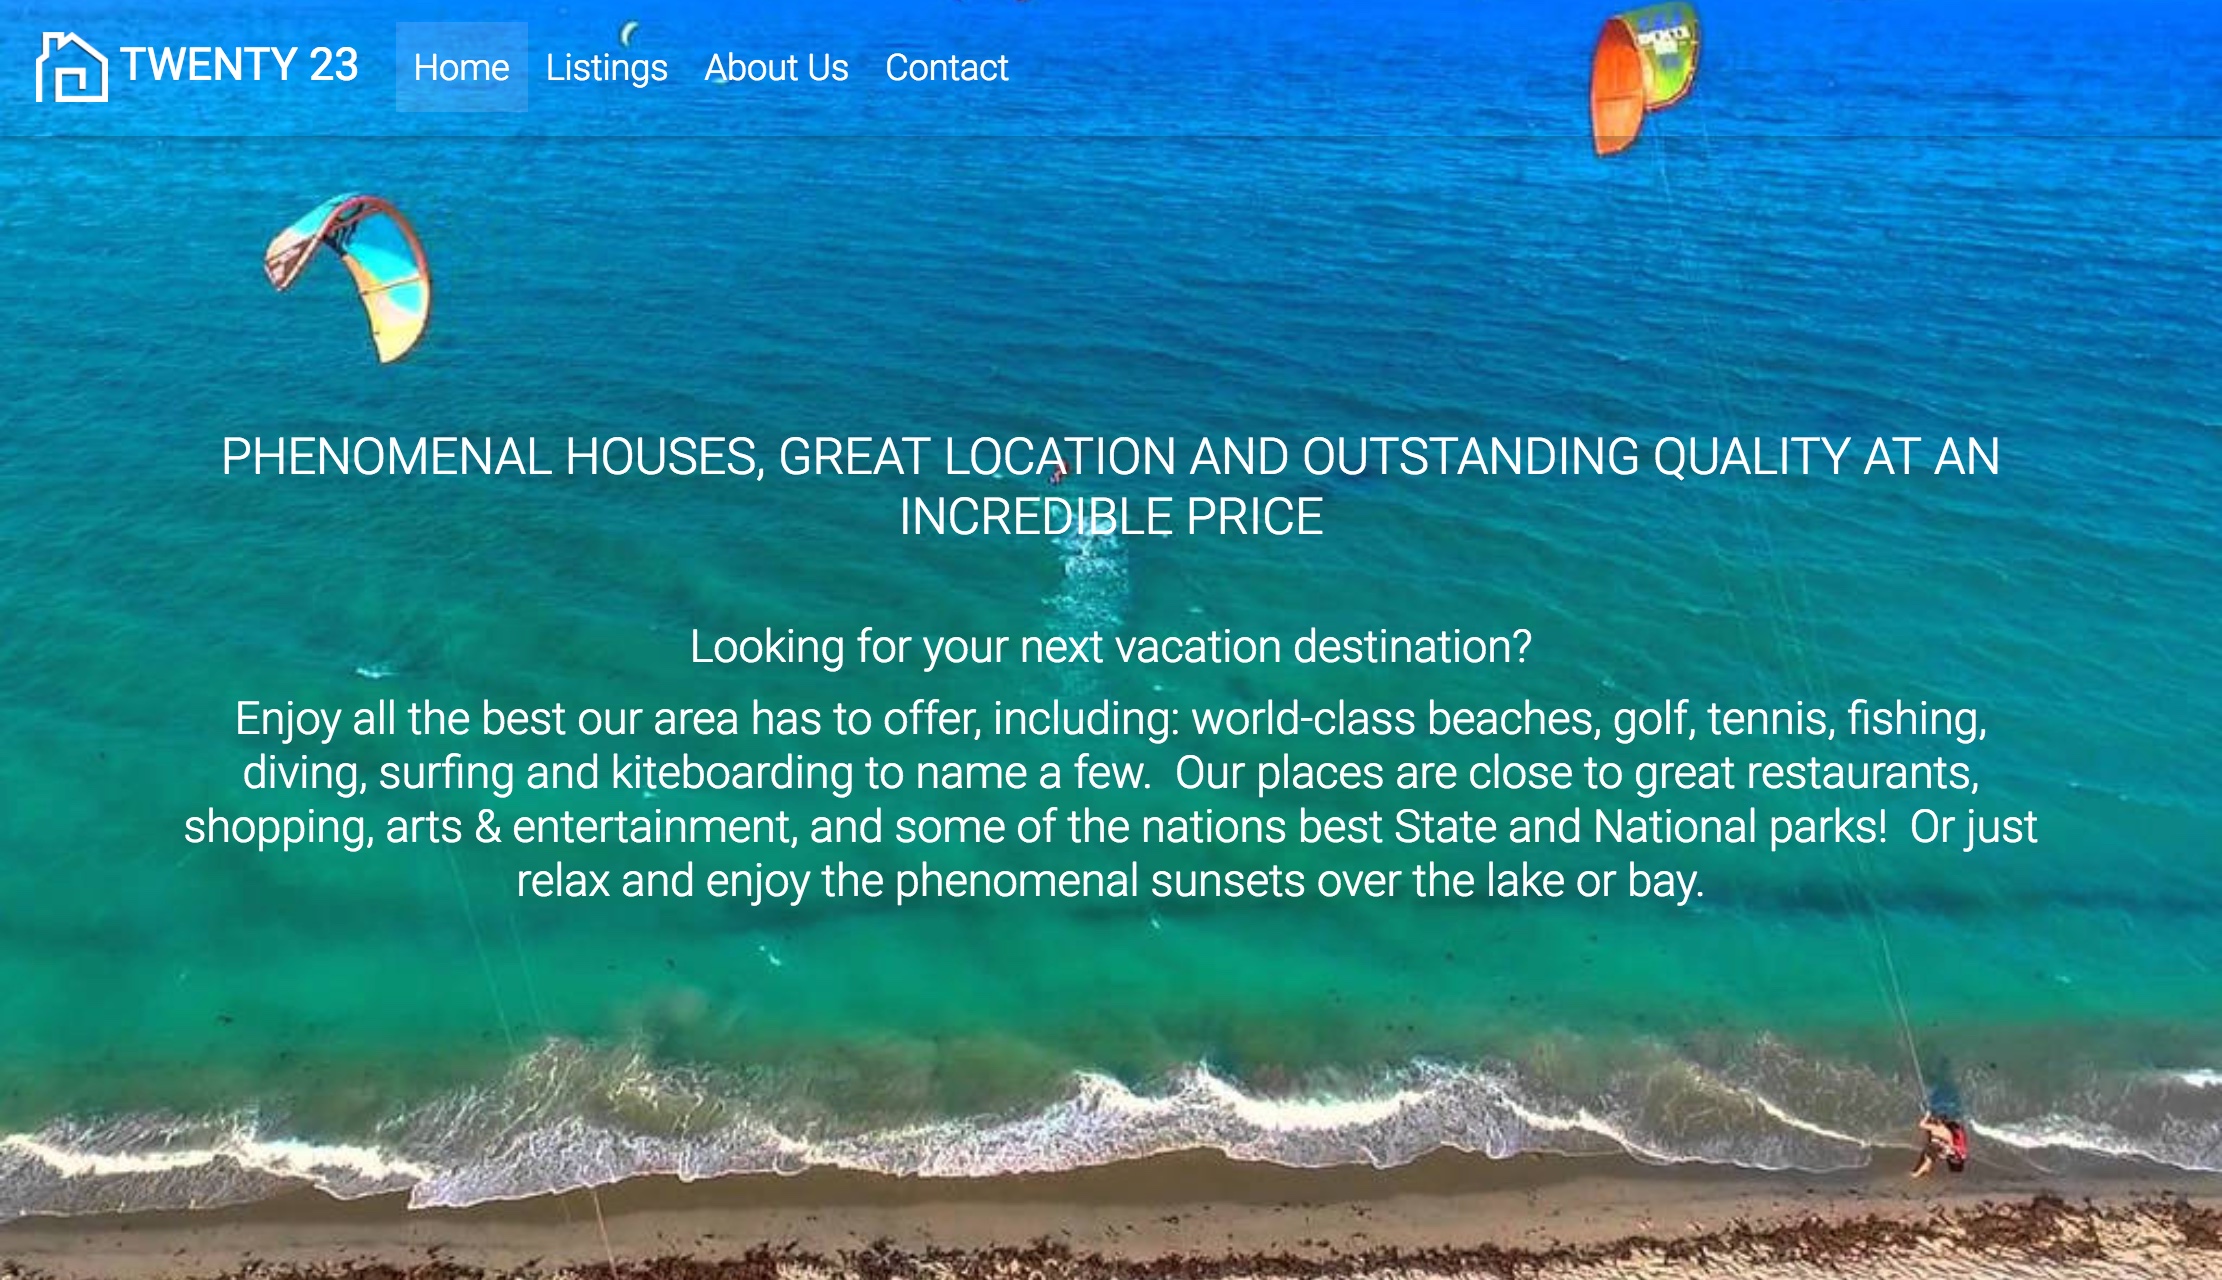 TWENTY 23 Home Listings About Us Contact
PHENOMENAL HOUSES, GREAT LOCATION AND OUTSTANDING QUALITY AT AN
INCREDIBLE PRICE
Looking for your next vacation destination?
Enjoy all the best our area has to offer, including: world-class beaches, golf, tennis, fishing,
diving, surfing and kiteboarding to name a few.  Our places are close to great restaurants,
shopping, arts & entertainment, and some of the nations best State and National parks!  Or just
relax and enjoy the phenomenal sunsets over the lake or bay.